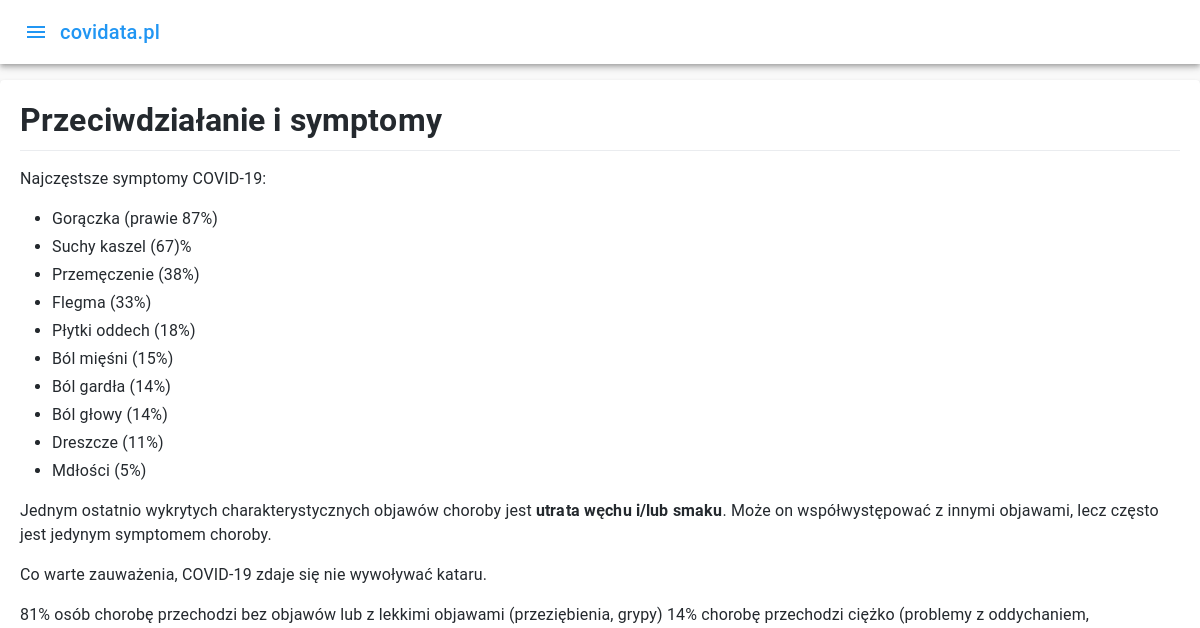 covidata.pl
Przeciwdziałanie i symptomy
Najczęstsze symptomy COVID-19:
Gorączka (prawie 87%)
Suchy kaszel (67)%
Przemęczenie (38%)
Flegma (33%)
Płytki oddech (18%)
Ból mięśni (15%)
Ból gardła (14%)
Ból głowy (14%)
Dreszcze (11%)
Mdłości (5%)
Jednym ostatnio wykrytych charakterystycznych objawów choroby jest utrata węchu i/lub smaku. Może on współwystępować z innymi objawami, lecz często
jest jedynym symptomem choroby.
Co warte zauważenia, COVID-19 zdaje się nie wywoływać kataru.
81% osób chorobę przechodzi bez objawów lub z lekkimi objawami (przeziębienia, grypy) 14% chorobę przechodzi ciężko (problemy z oddychaniem,